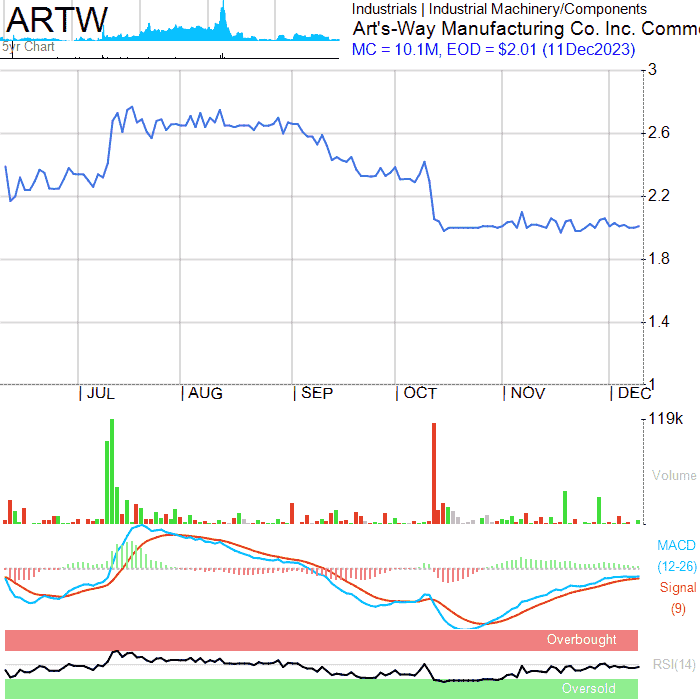 ARTW
5yr Chart
Industrials | Industrial Machinery/Components
Art's-Way Manufacturing Co. Inc. Comm
MC = 10.1M, EOD = $2.01 (11Dec2023)
3
2.6
2.2
1.8
1.4
1
| JUL | AUG | SEP | OCT | NOV | DEC
119k
Volume
MACD
(12-26)
Signal
(9)
Overbought
RSI(14)
Oversold